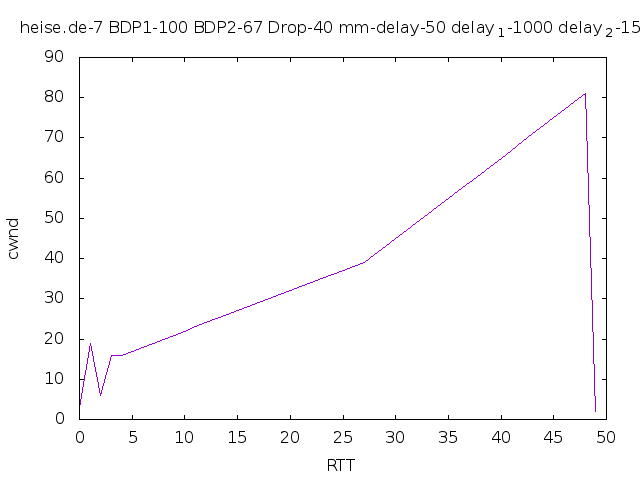 heise.de-7 BDP1-100 BDP2-67 Drop-40 mm-delay-50 delay₁-1000 delay₂-15
90
80
70
60
50
40
30
20
10
0
cwnd
0 5 10 15 20 25 30 35 40 45 50
RTT